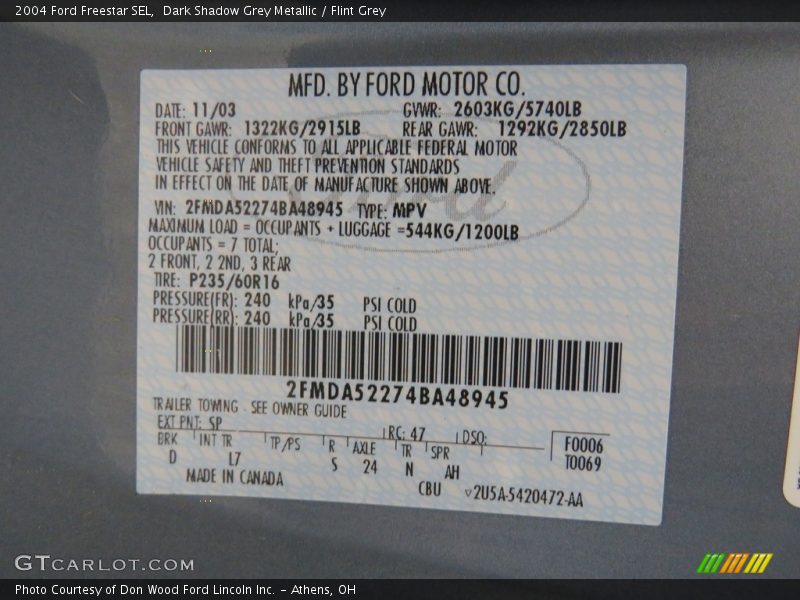 2004 Ford Freestar SEL,  Dark Shadow Grey Metallic / Flint Grey
MFD. BY FORD MOTOR CO.
DATE: 11/03 GVWR: 2603KG/5740LB
FRONT GAWR: 1322KG/2915LB REAR GAWR: 1292KG/2850LB
THIS VEHICLE CONFORMS TO ALL APPLICABLE FEDERAL MOTOR
VEHICLE SAFETY AND THEFT PREVENTION STANDARDS
IN EFFECT ON THE DATE OF MANUFACTURE SHOWN ABOVE.
Ford
VIN: 2FMDA52274BA48945 TYPE: MPV
MAXIMUM LOAD = OCCUPANTS + LUGGAGE =544KG/1200LB
OCCUPANTS = 7 TOTAL;
2 FRONT, 2 2ND, 3 REAR
TIRE: P235/60R16
PRESSURE(FR): 240 kPa/35 PSI COLD
PRESSURE(RR): 240 kPa/35 PSI COLD
2FMDA52274BA48945
TRAILER TOWING - SEE OWNER GUIDE
EXT PNT: SP RC: 47 DSO:
BRK INT TR TP/PS R AXLE TR SPR F0006
D L7 S 24 N AH T0069
MADE IN CANADA CBU ▽2U5A-5420472-AA
GTCARLOT.COM
Photo Courtesy of Don Wood Ford Lincoln Inc. - Athens, OH